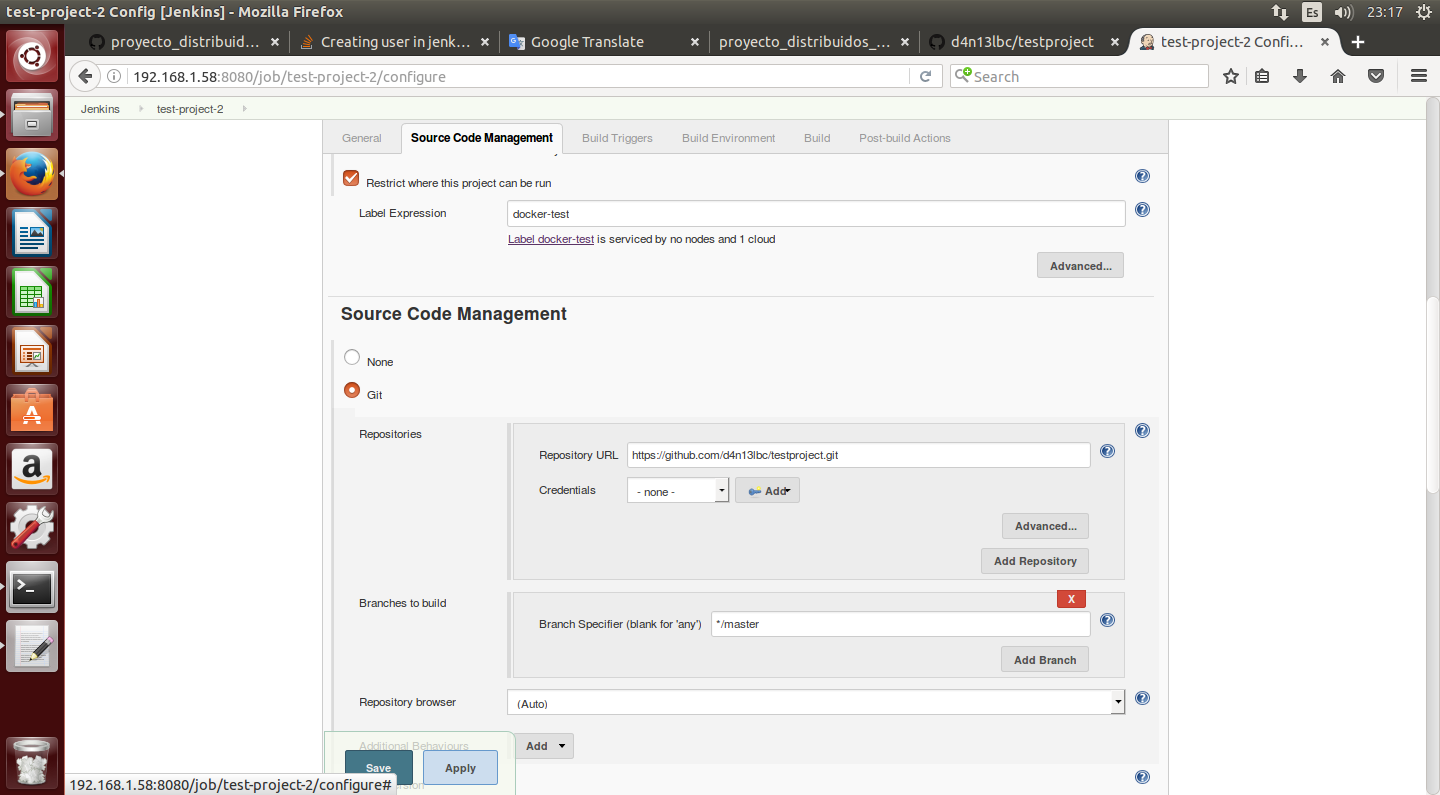 test-project-2 Config [Jenkins] - Mozilla Firefox
Es
23:17
proyecto_distribuid...
Creating user in jenk...
Google Translate
proyecto_distribuidos_...
d4n13lbc/testproject
test-project-2 Confi...
192.168.1.58:8080/job/test-project-2/configure
Search
Jenkins
test-project-2
General
Source Code Management
Build Triggers
Build Environment
Build
Post-build Actions
Restrict where this project can be run
Label Expression
docker-test
Label docker-test is serviced by no nodes and 1 cloud
Advanced...
Source Code Management
None
Git
Repositories
Repository URL
https://github.com/d4n13lbc/testproject.git
Credentials
- none -
Add
Advanced...
Add Repository
Branches to build
X
Branch Specifier (blank for 'any')
*/master
Add Branch
Repository browser
(Auto)
Additional Behaviours
Add
Save
Apply
192.168.1.58:8080/job/test-project-2/configure#